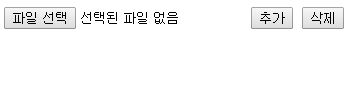 파일 선택 선택된 파일 없음 추가 삭제